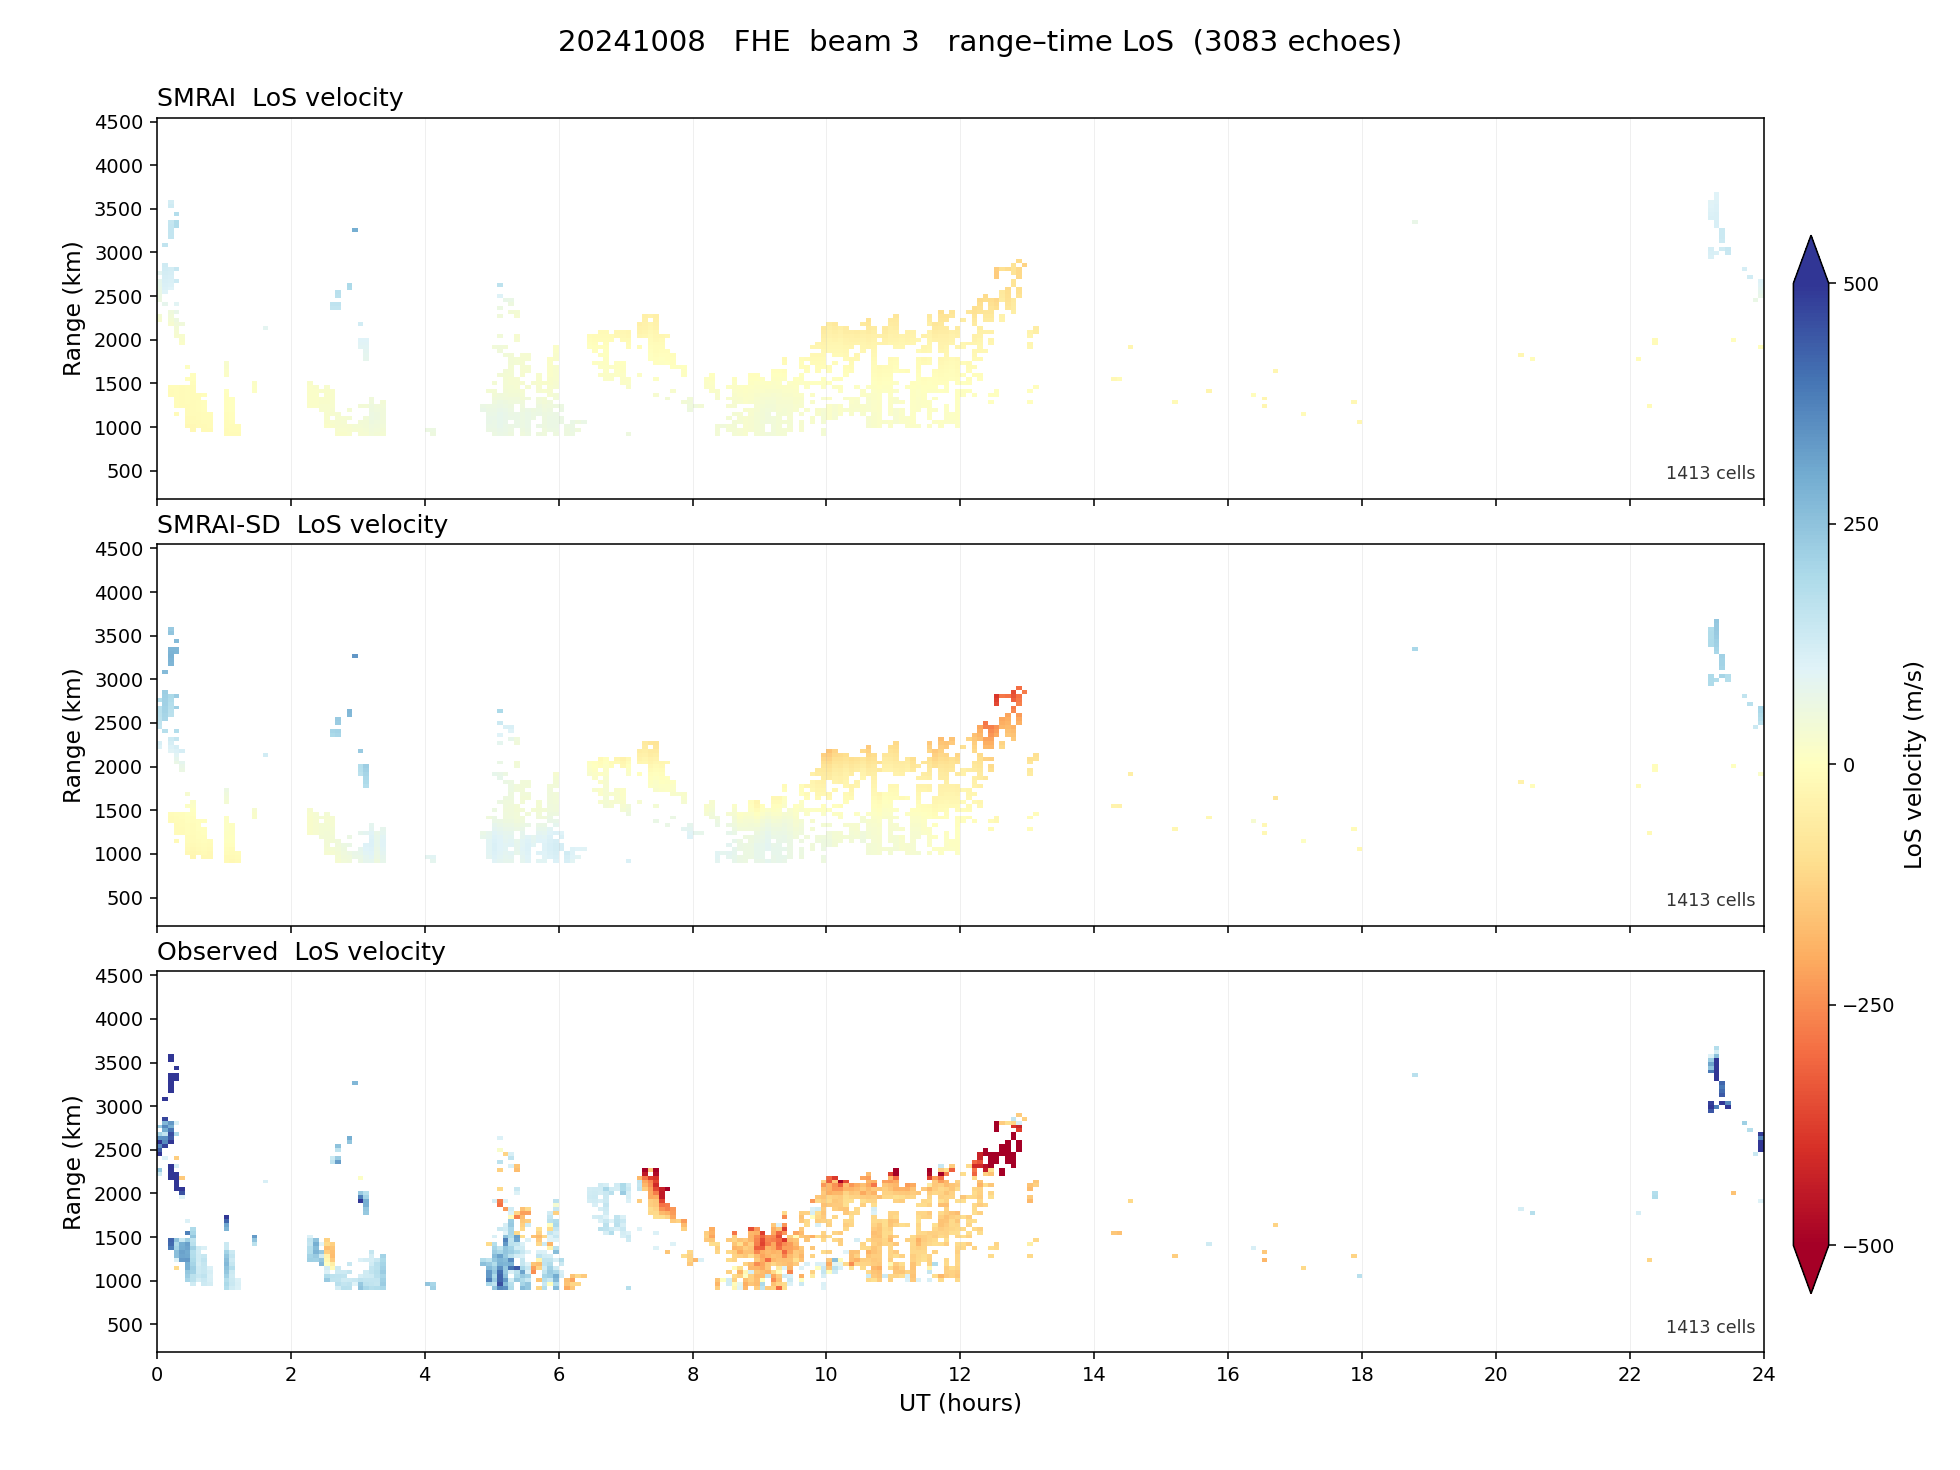 20241008   FHE  beam 3   range–time LoS  (3083 echoes)
SMRAI  LoS velocity
4500
4000
3500
3000
2500
2000
1500
1000
500
Range (km)
1413 cells
SMRAI-SD  LoS velocity
4500
4000
3500
3000
2500
2000
1500
1000
500
Range (km)
1413 cells
Observed  LoS velocity
4500
4000
3500
3000
2500
2000
1500
1000
500
Range (km)
1413 cells
0 2 4 6 8 10 12 14 16 18 20 22 24
UT (hours)
500
250
0
−250
−500
LoS velocity (m/s)